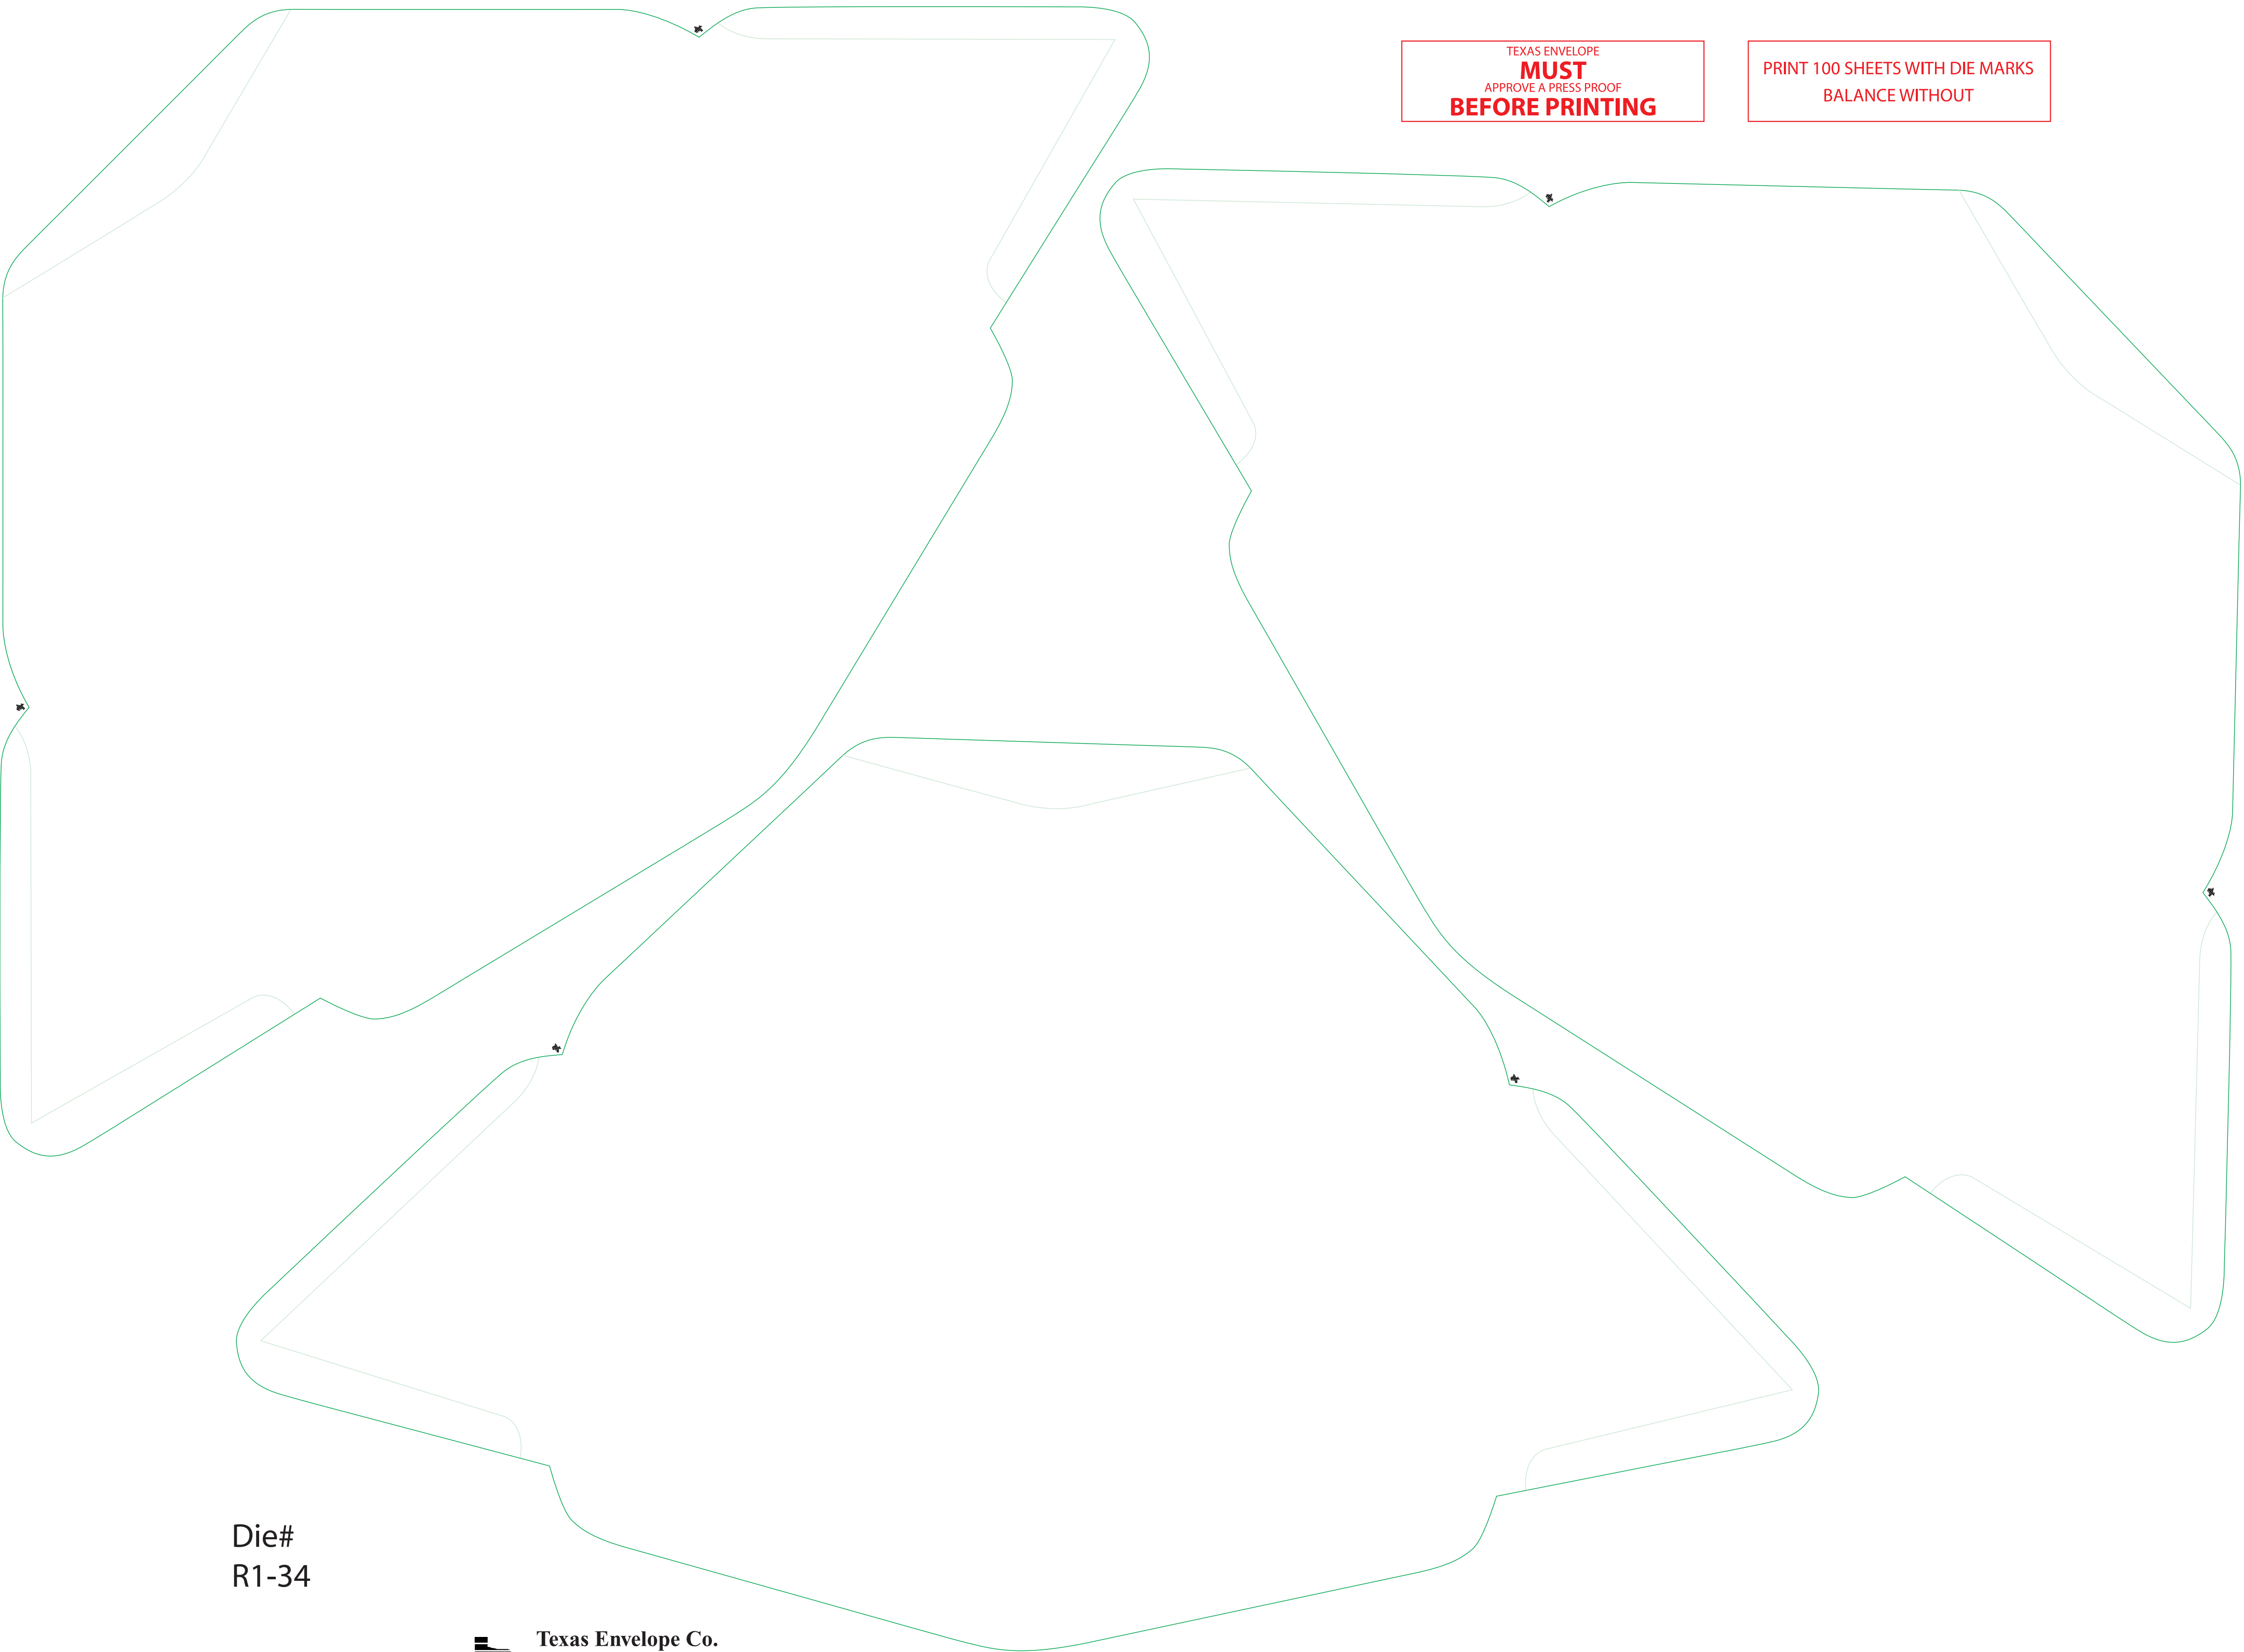 TEXAS ENVELOPE
MUST
APPROVE A PRESS PROOF
BEFORE PRINTING
PRINT 100 SHEETS WITH DIE MARKS
BALANCE WITHOUT
Die#
R1-34
Texas Envelope Co.